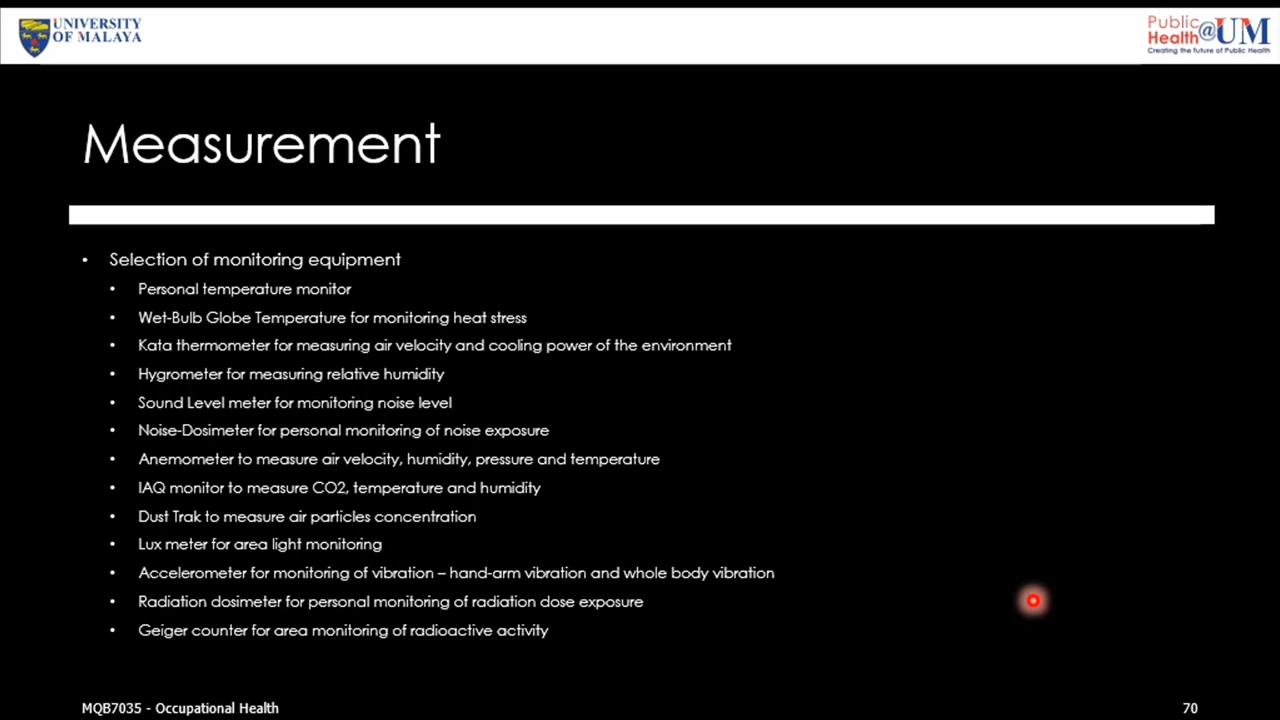 UNIVERSITY
OF MALAYA
Public
Health@UM
Creating the future of Public Health
Measurement
• Selection of monitoring equipment
• Personal temperature monitor
• Wet-Bulb Globe Temperature for monitoring heat stress
• Kata thermometer for measuring air velocity and cooling power of the environment
• Hygrometer for measuring relative humidity
• Sound Level meter for monitoring noise level
• Noise-Dosimeter for personal monitoring of noise exposure
• Anemometer to measure air velocity, humidity, pressure and temperature
• IAQ monitor to measure CO2, temperature and humidity
• Dust Trak to measure air particles concentration
• Lux meter for area light monitoring
• Accelerometer for monitoring of vibration – hand-arm vibration and whole body vibration
• Radiation dosimeter for personal monitoring of radiation dose exposure
• Geiger counter for area monitoring of radioactive activity
MQB7035 - Occupational Health
70